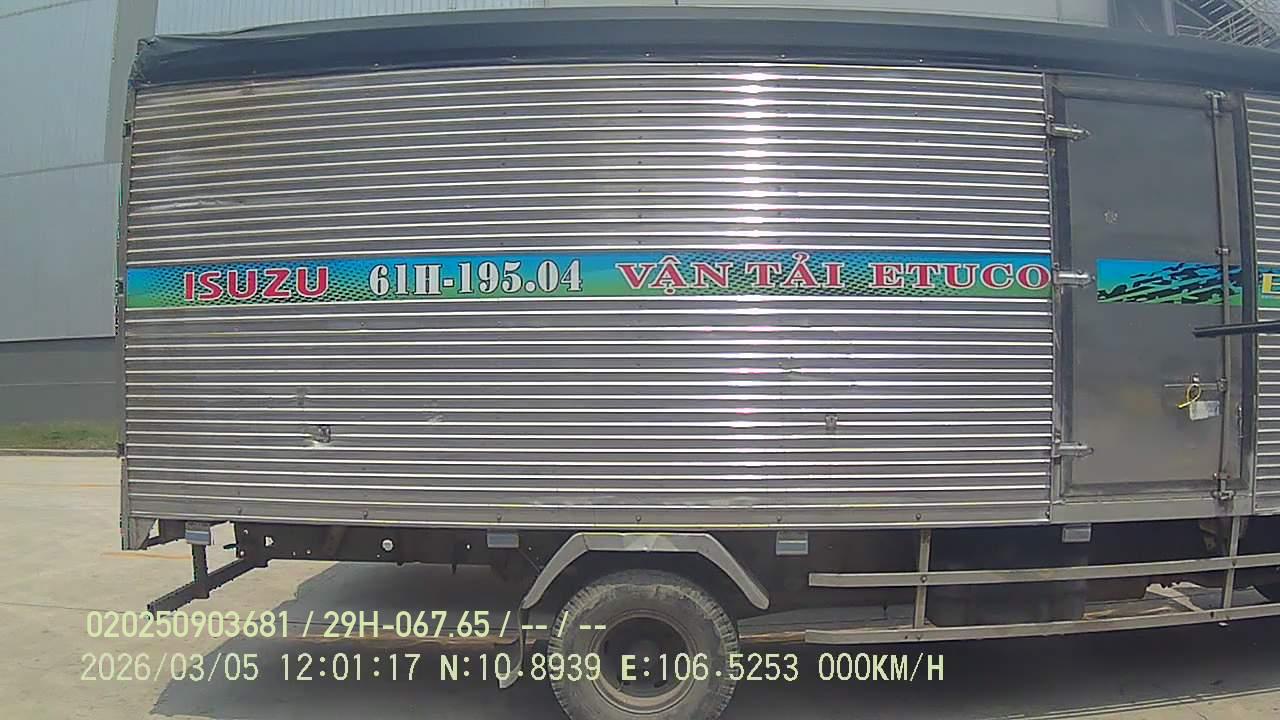 ISUZU 61H-195.04 VẬN TẢI ETUCO
020250903681 / 29H-067.65 / -- / --
2026/03/05 12:01:17 N:10.8939 E:106.5253 000KM/H